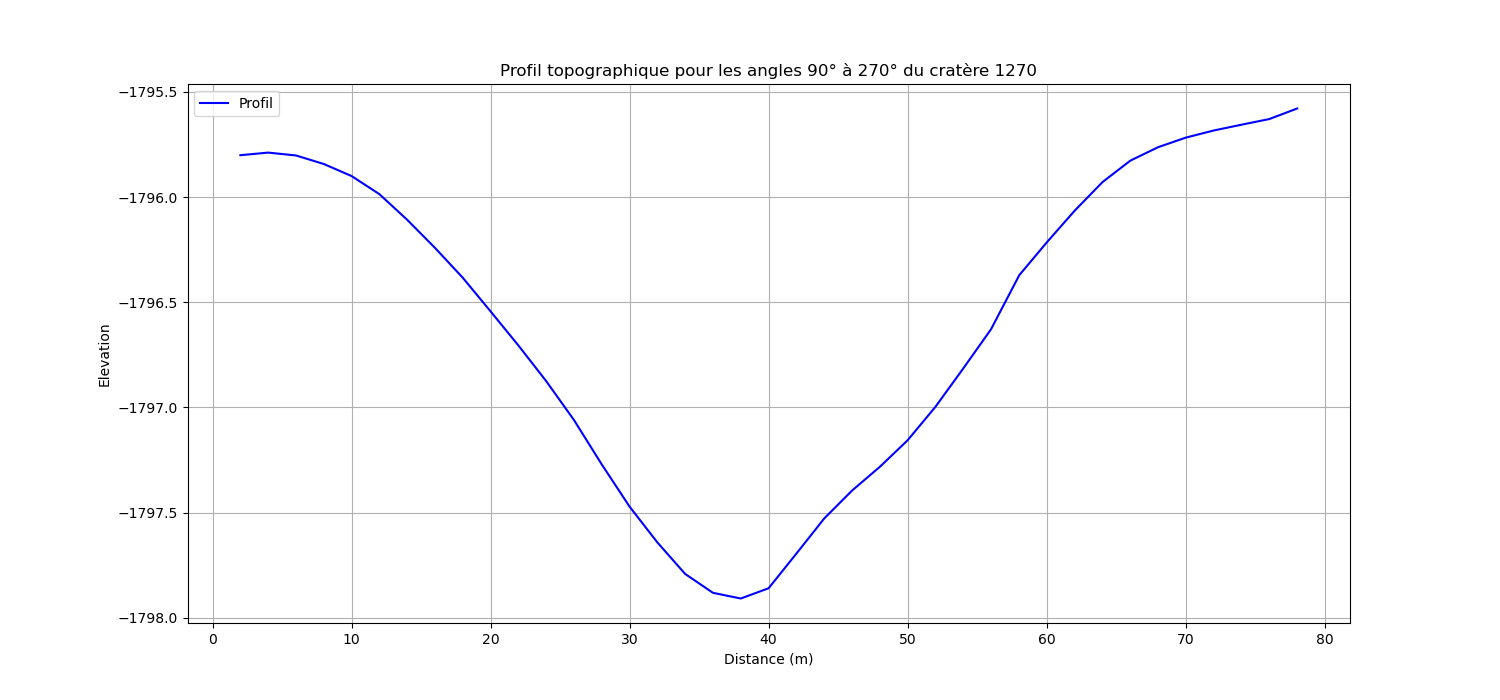 Profil topographique pour les angles 90° à 270° du cratère 1270
Profil
−1795.5
−1796.0
−1796.5
−1797.0
−1797.5
−1798.0
Elevation
0 10 20 30 40 50 60 70 80
Distance (m)